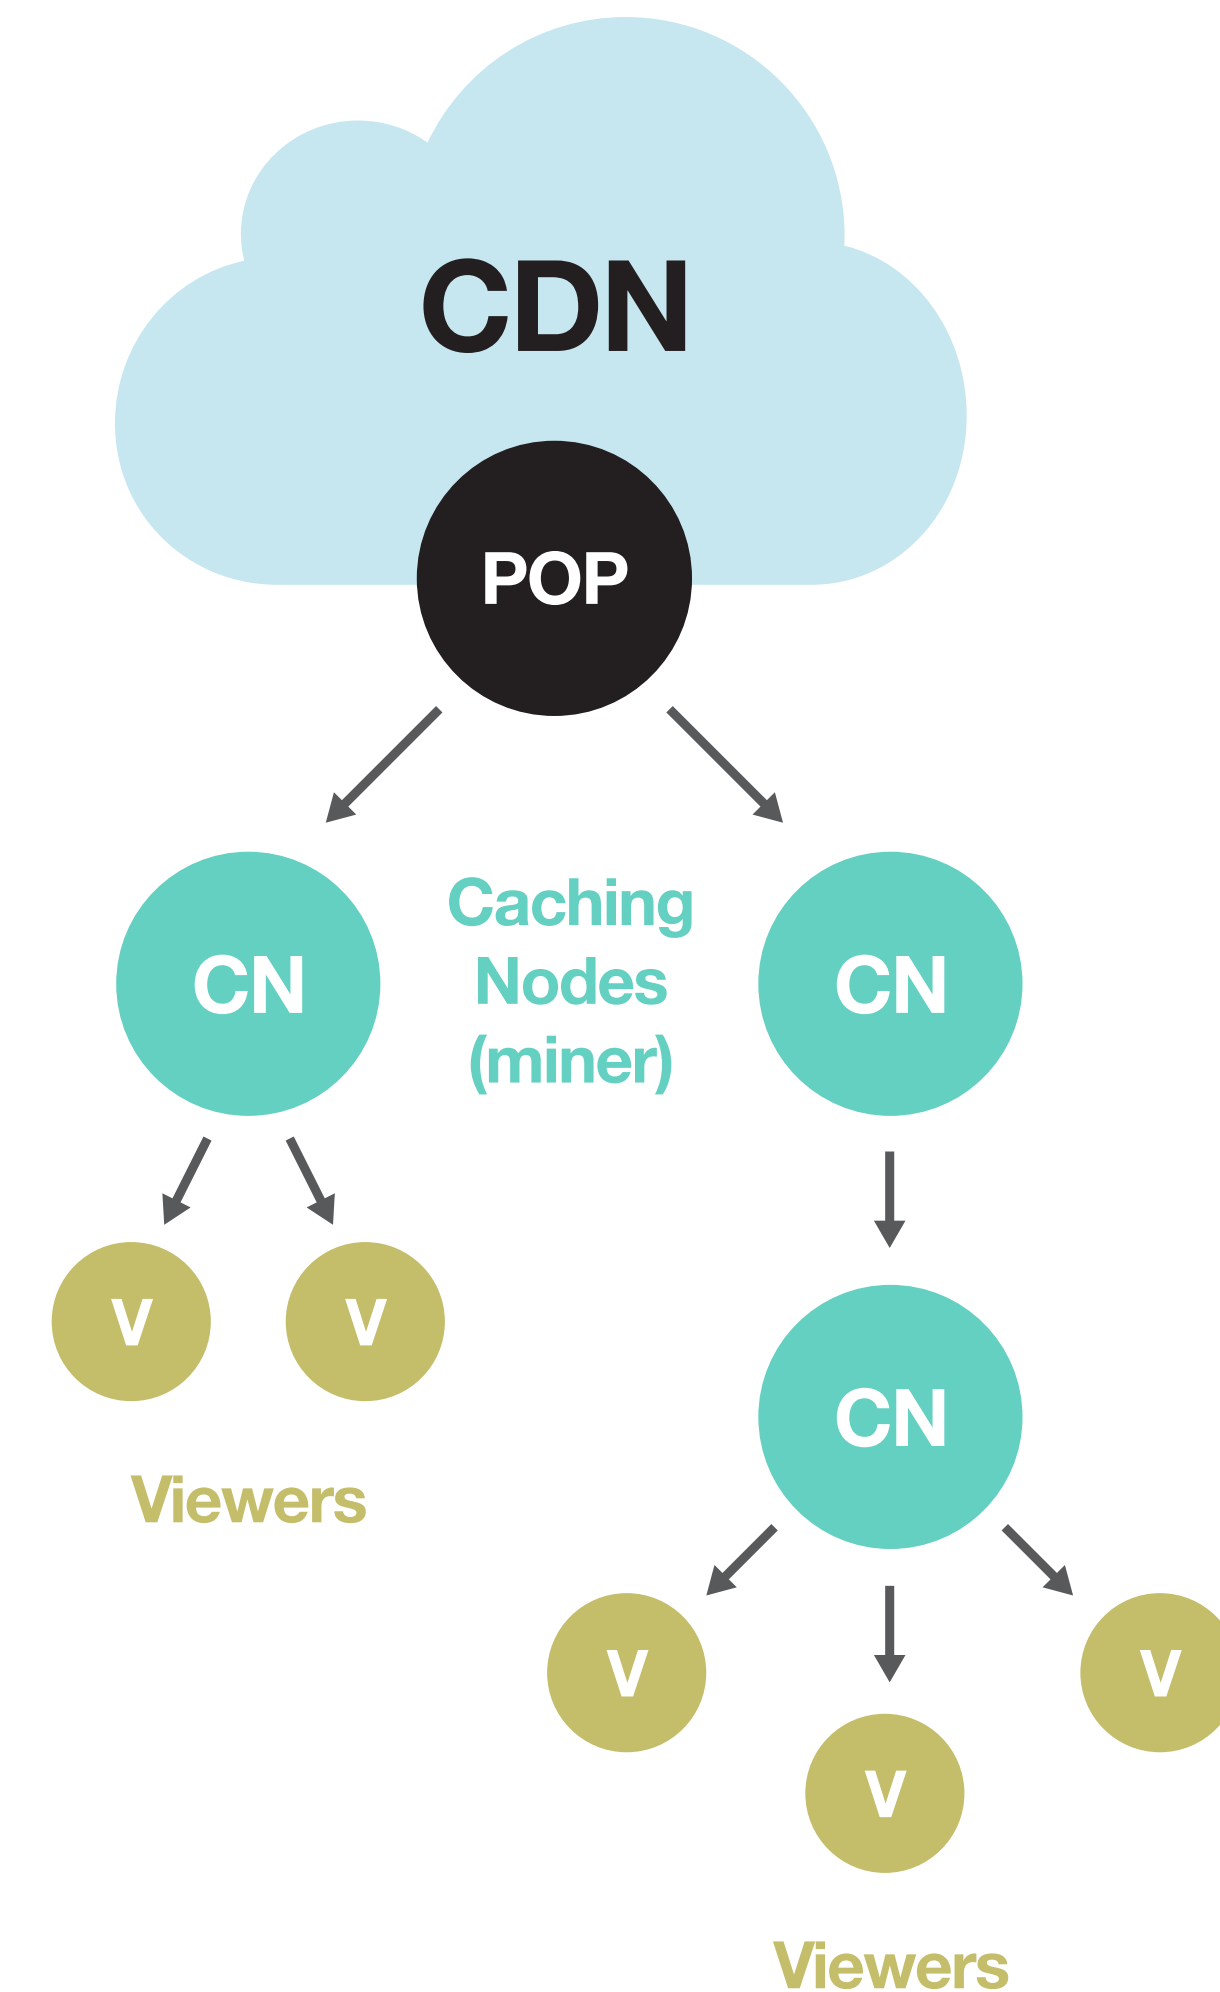 CDN
POP
CN
Caching
Nodes
(miner)
CN
V
V
CN
Viewers
V
V
V
Viewers